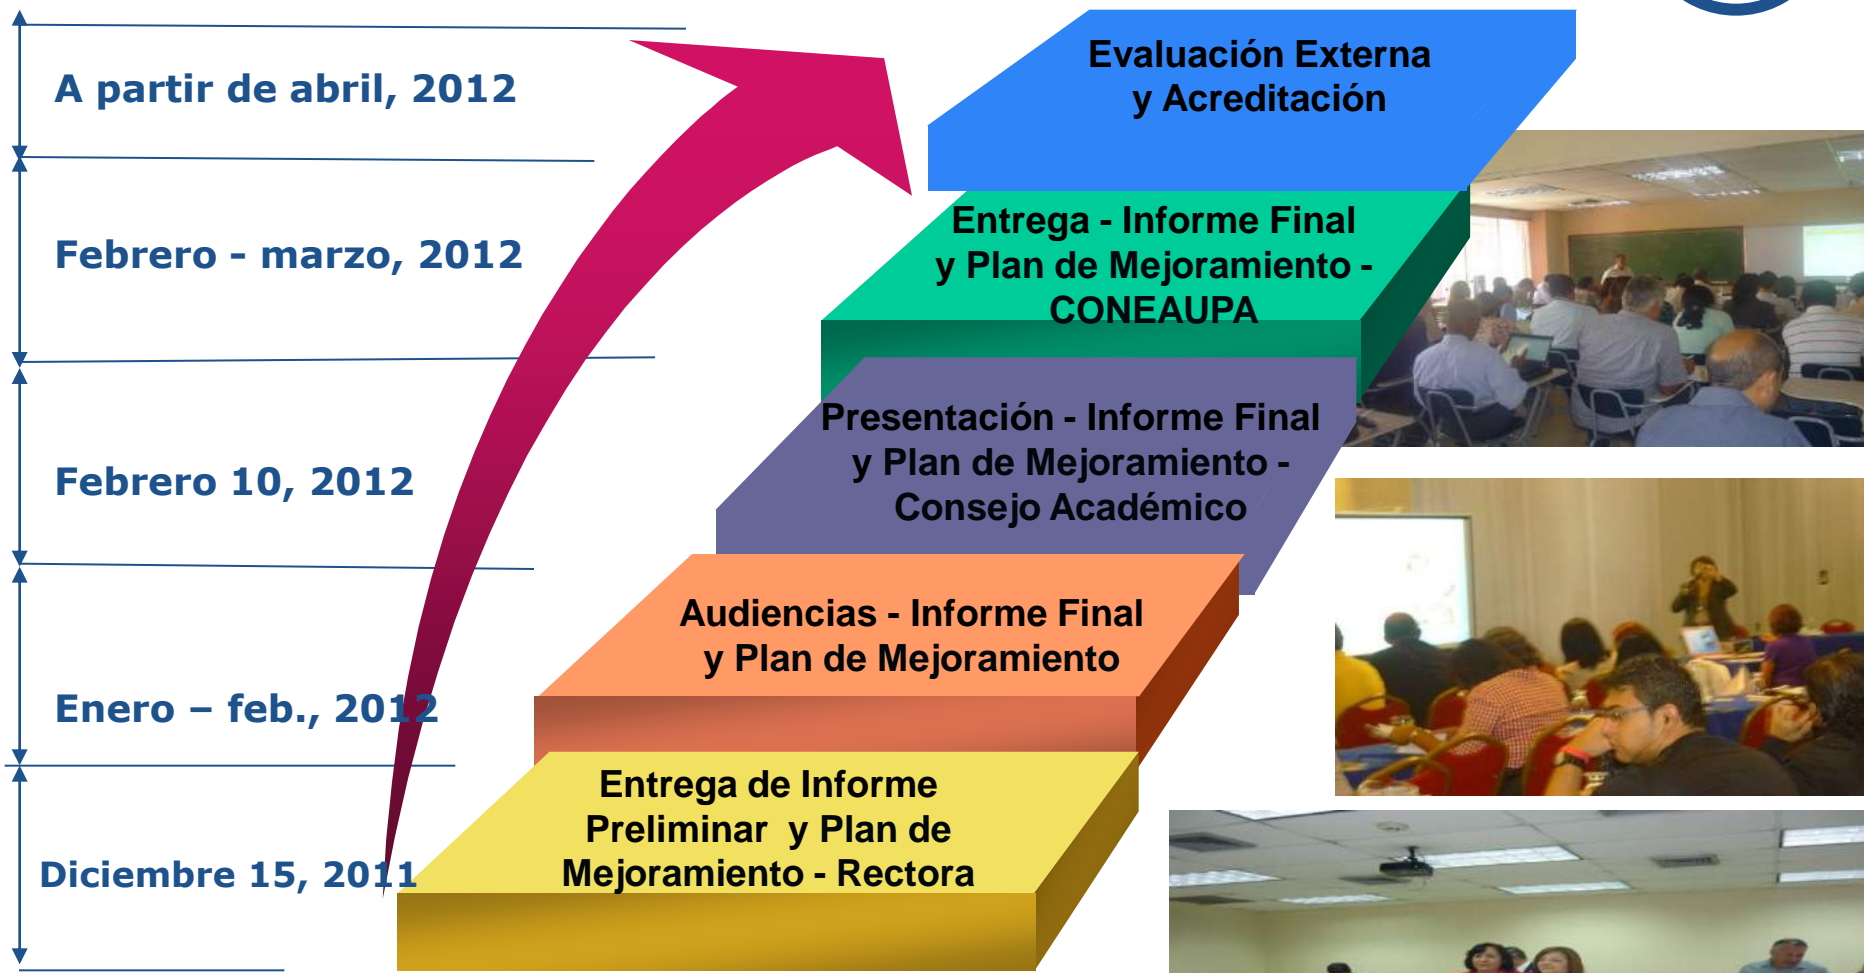 A partir de abril, 2012
Evaluación Externa
y Acreditación
Febrero - marzo, 2012
Entrega - Informe Final
y Plan de Mejoramiento -
CONEAUPA
Febrero 10, 2012
Presentación - Informe Final
y Plan de Mejoramiento -
Consejo Académico
Enero – feb., 2012
Audiencias - Informe Final
y Plan de Mejoramiento
Diciembre 15, 2011
Entrega de Informe
Preliminar y Plan de
Mejoramiento - Rectora